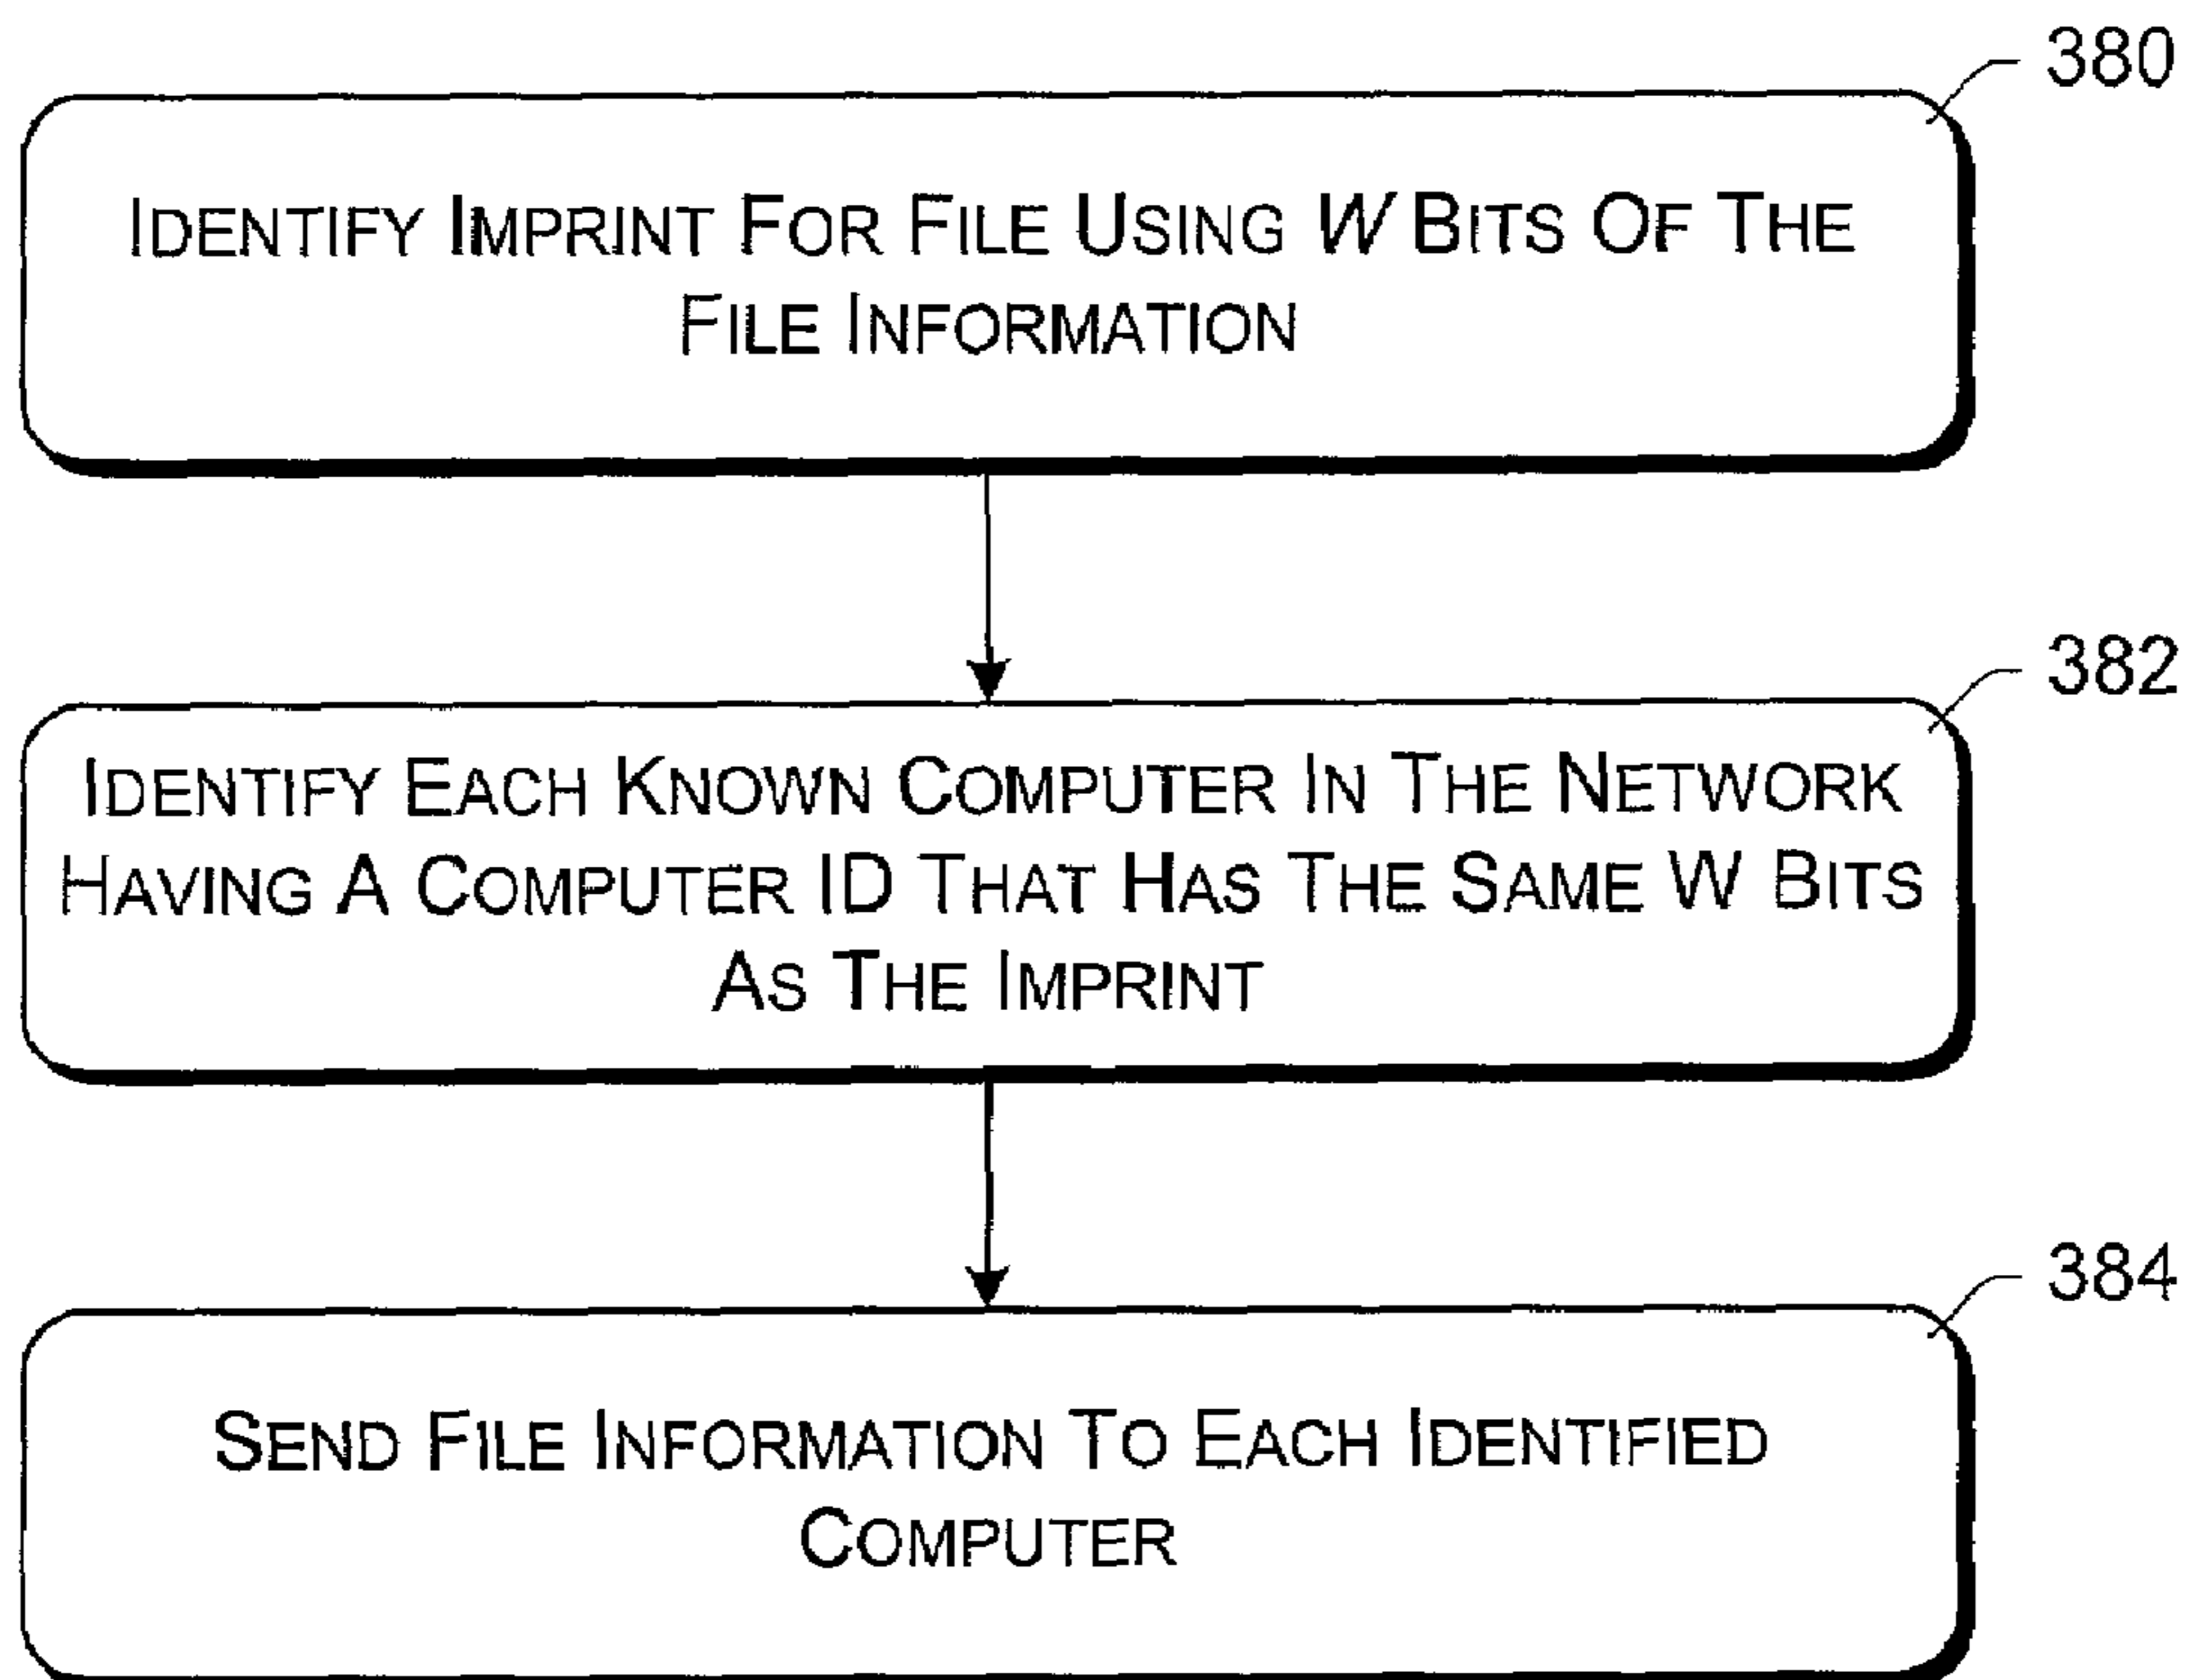 380
IDENTIFY IMPRINT FOR FILE USING W BITS OF THE
FILE INFORMATION
382
IDENTIFY EACH KNOWN COMPUTER IN THE NETWORK
HAVING A COMPUTER ID THAT HAS THE SAME W BITS
AS THE IMPRINT
384
SEND FILE INFORMATION TO EACH IDENTIFIED
COMPUTER